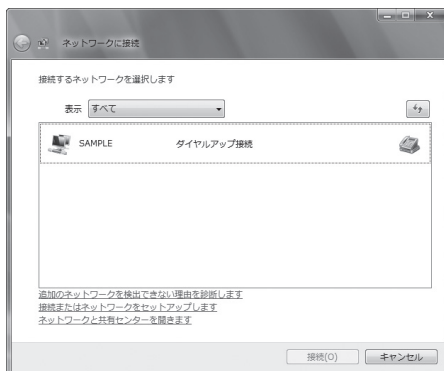 ネットワークに接続
接続するネットワークを選択します
表示 すべて
SAMPLE ダイヤルアップ接続
追加のネットワークを検出できない理由を診断します
接続またはネットワークをセットアップします
ネットワークと共有センターを開きます
接続(O) キャンセル